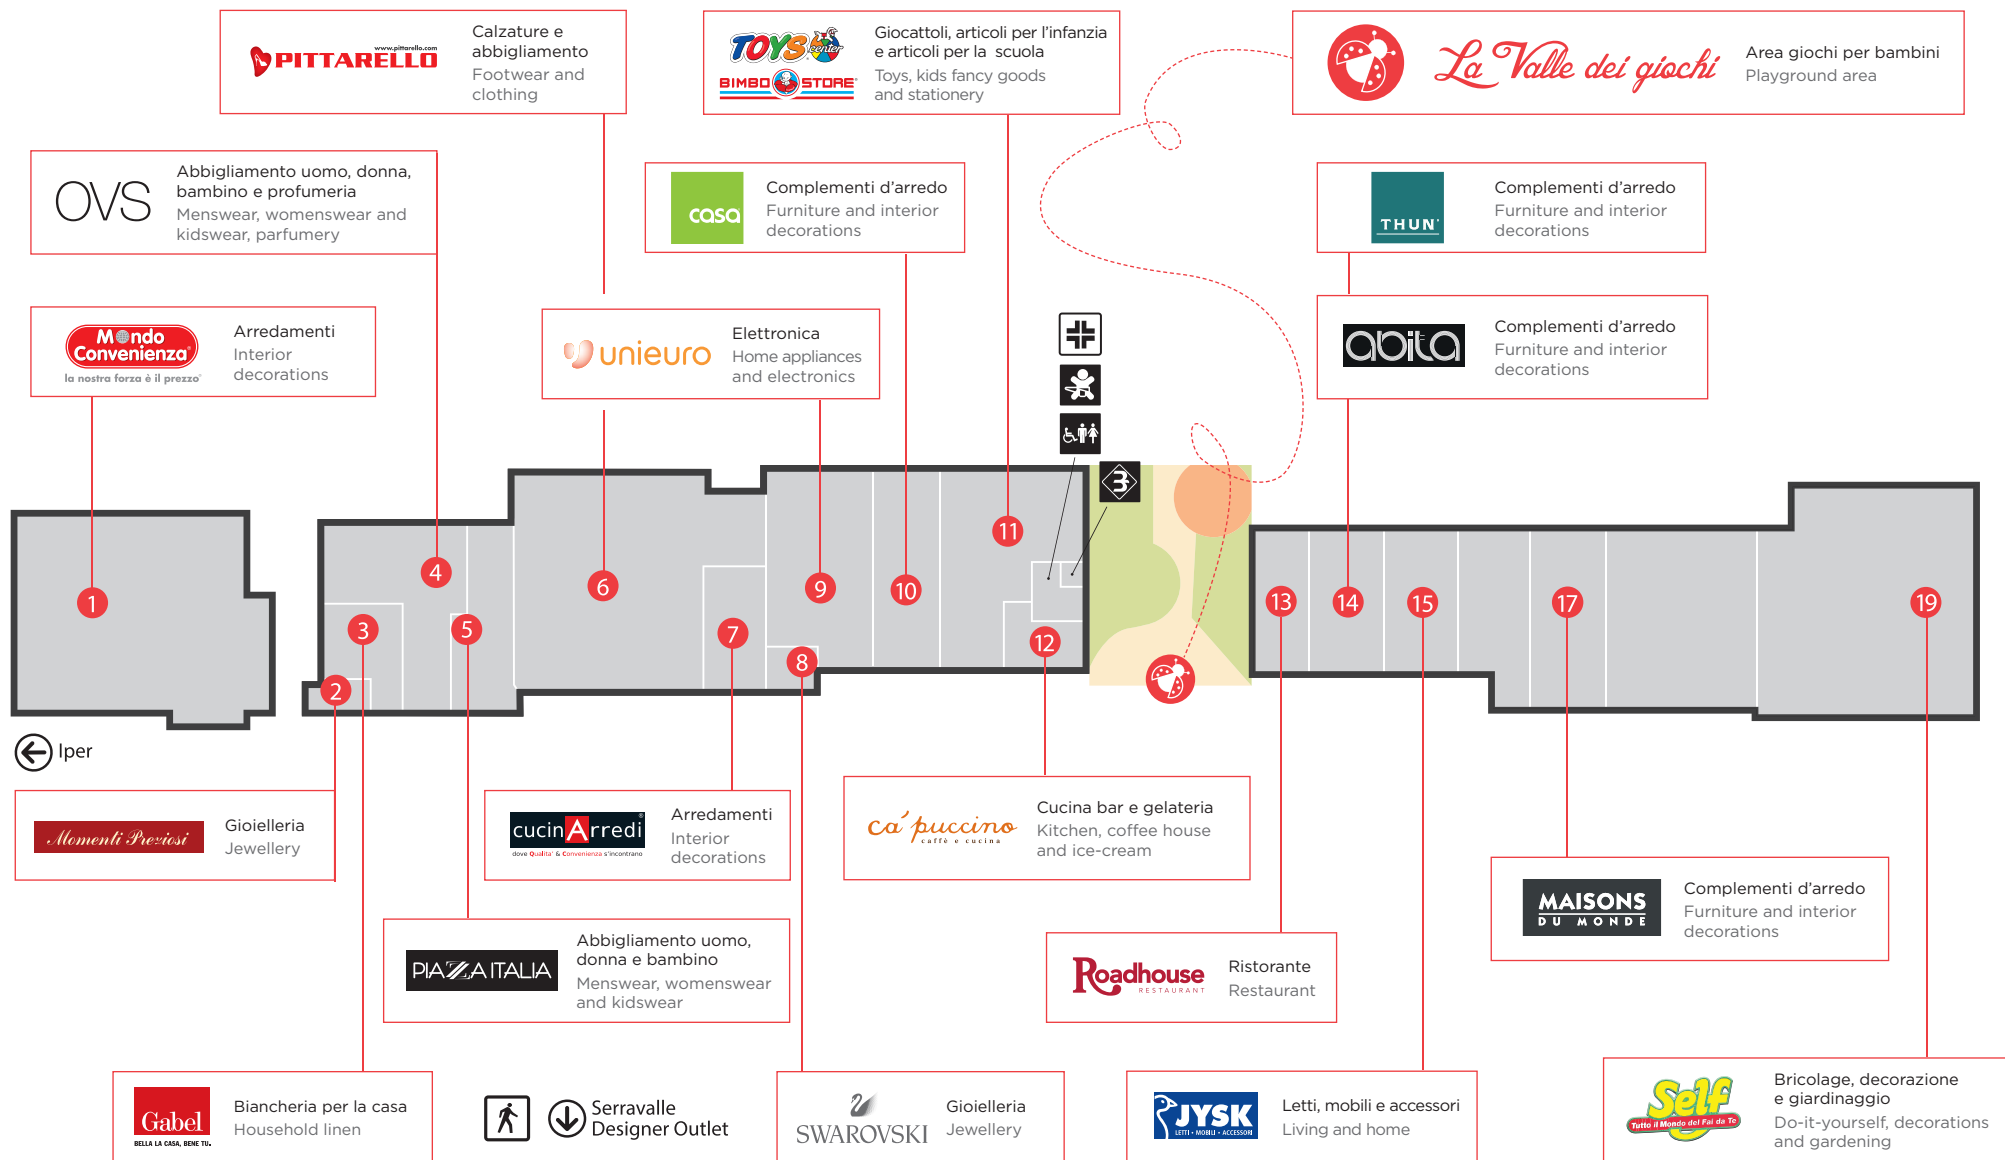 www.pittarello.com
PITTARELLO
Calzature e
abbigliamento
Footwear and
clothing
TOYS
center
BIMBO STORE
Giocattoli, articoli per l'infanzia
e articoli per la scuola
Toys, kids fancy goods
and stationery
La Valle dei giochi
Area giochi per bambini
Playground area
OVS
Abbigliamento uomo, donna,
bambino e profumeria
Menswear, womenswear and
kidswear, parfumery
casa
Complementi d'arredo
Furniture and interior
decorations
THUN
Complementi d'arredo
Furniture and interior
decorations
Mondo
Convenienza
la nostra forza è il prezzo
Arredamenti
Interior
decorations
unieuro
Elettronica
Home appliances
and electronics
abita
Complementi d'arredo
Furniture and interior
decorations
3
1
2
3
4
5
6
7
8
9
10
11
12
13
14
15
17
19
Iper
Momenti Preziosi
Gioielleria
Jewellery
cucinArredi
dove Qualita' & Convenienza s'incontrano
Arredamenti
Interior
decorations
ca'puccino
caffè e cucina
Cucina bar e gelateria
Kitchen, coffee house
and ice-cream
MAISONS
DU MONDE
Complementi d'arredo
Furniture and interior
decorations
PIAZZA ITALIA
Abbigliamento uomo,
donna e bambino
Menswear, womenswear
and kidswear
Roadhouse
RESTAURANT
Ristorante
Restaurant
Gabel
BELLA LA CASA, BENE TU.
Biancheria per la casa
Household linen
Serravalle
Designer Outlet
SWAROVSKI
Gioielleria
Jewellery
JYSK
LETTI • MOBILI • ACCESSORI
Letti, mobili e accessori
Living and home
Self
Tutto il Mondo del Fai da Te
Bricolage, decorazione
e giardinaggio
Do-it-yourself, decorations
and gardening